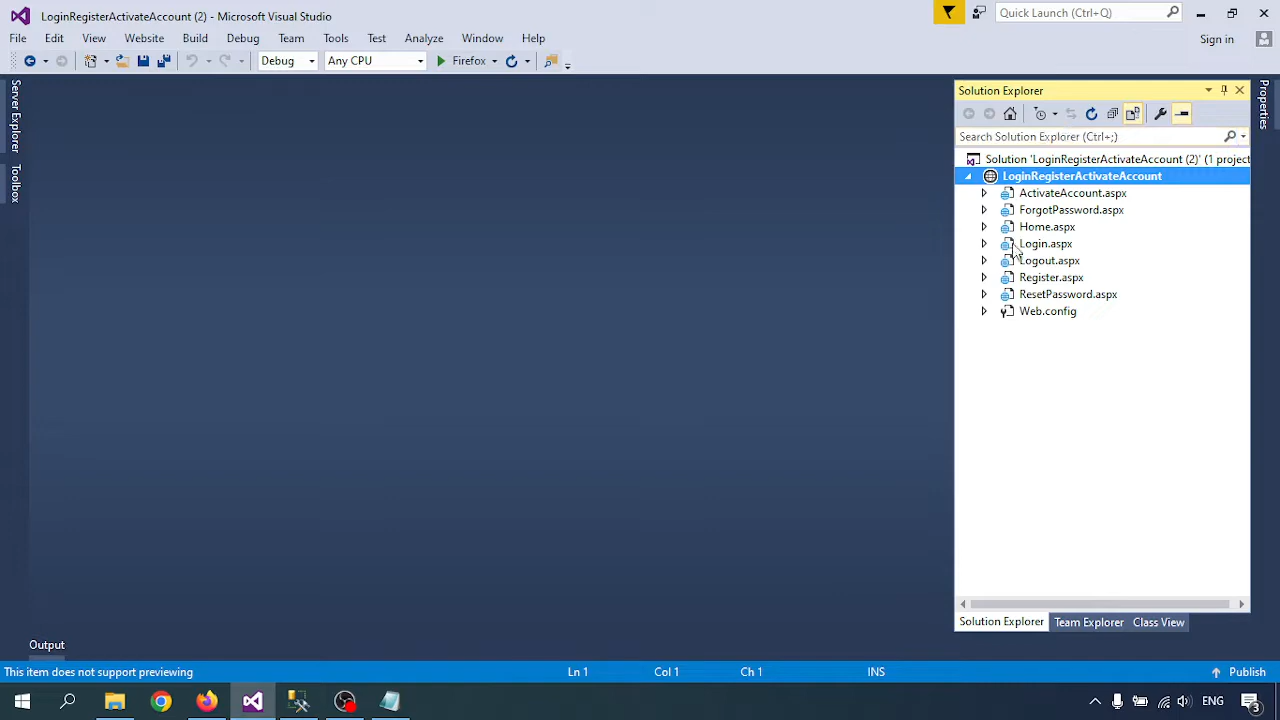 LoginRegisterActivateAccount (2) - Microsoft Visual Studio
Quick Launch (Ctrl+Q)
File Edit View Website Build Debug Team Tools Test Analyze Window Help
Sign in
Debug Any CPU Firefox
Server Explorer
Toolbox
Solution Explorer
Properties
Search Solution Explorer (Ctrl+;)
Solution 'LoginRegisterActivateAccount (2)' (1 project
LoginRegisterActivateAccount
ActivateAccount.aspx
ForgotPassword.aspx
Home.aspx
Login.aspx
Logout.aspx
Register.aspx
ResetPassword.aspx
Web.config
Solution Explorer Team Explorer Class View
Output
This item does not support previewing Ln 1 Col 1 Ch 1 INS Publish
ENG 3